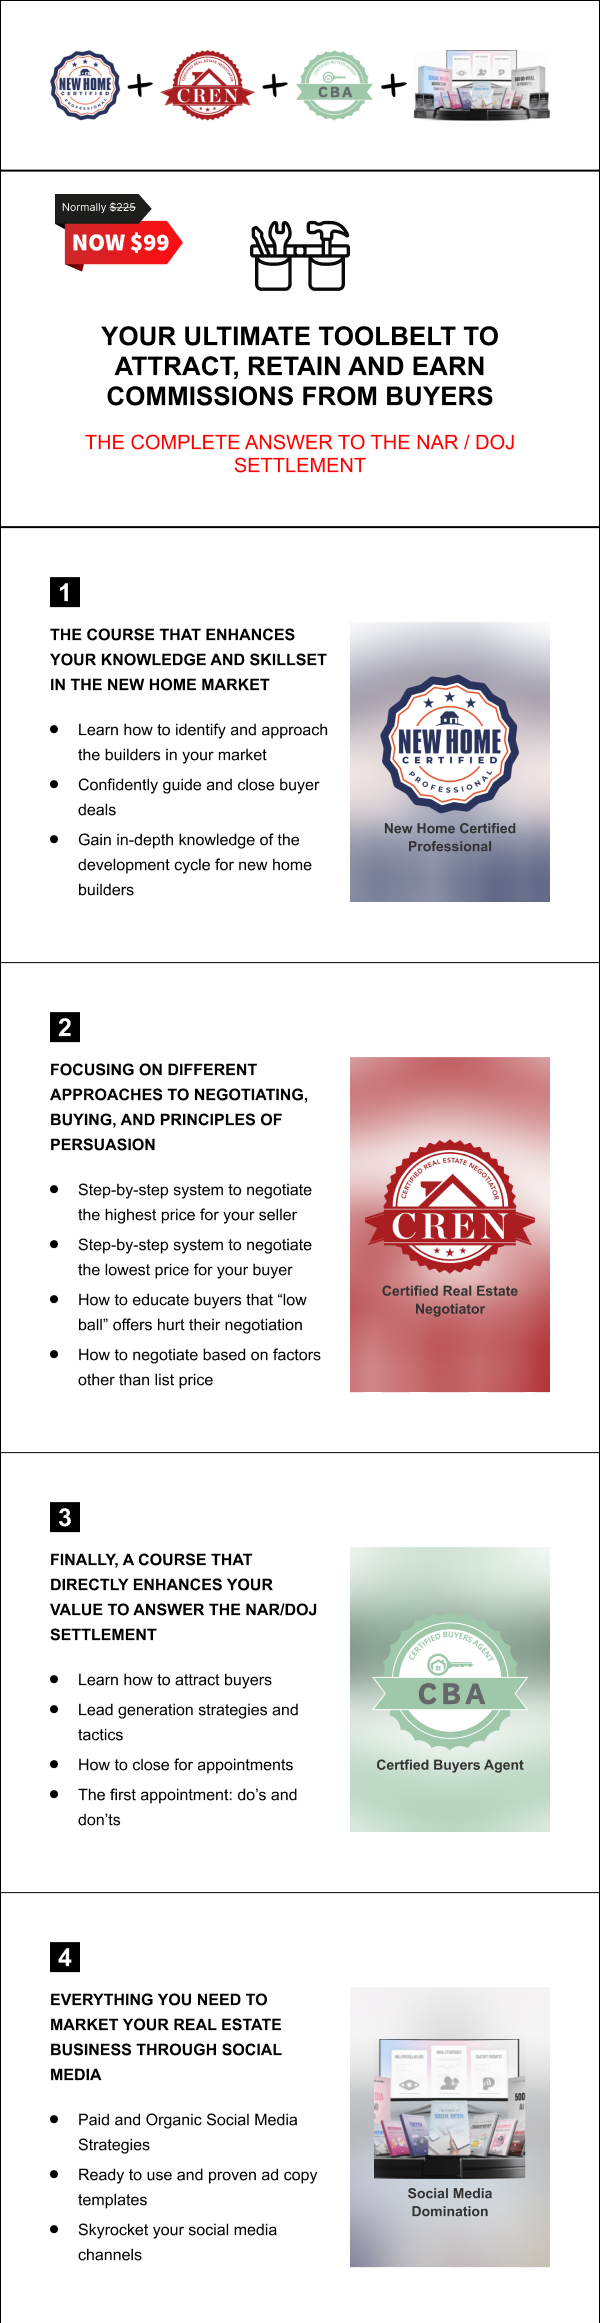 NEW HOME
CERTIFIED
PROFESSIONAL
CERTIFIED REAL ESTATE NEGOTIATOR
CREN
CERTIFIED BUYERS AGENT
CBA
Normally $225
NOW $99
YOUR ULTIMATE TOOLBELT TO
ATTRACT, RETAIN AND EARN
COMMISSIONS FROM BUYERS
THE COMPLETE ANSWER TO THE NAR / DOJ
SETTLEMENT
1
THE COURSE THAT ENHANCES
YOUR KNOWLEDGE AND SKILLSET
IN THE NEW HOME MARKET
● Learn how to identify and approach
the builders in your market
● Confidently guide and close buyer
deals
● Gain in-depth knowledge of the
development cycle for new home
builders
NEW HOME
CERTIFIED
PROFESSIONAL
New Home Certified
Professional
2
FOCUSING ON DIFFERENT
APPROACHES TO NEGOTIATING,
BUYING, AND PRINCIPLES OF
PERSUASION
● Step-by-step system to negotiate
the highest price for your seller
● Step-by-step system to negotiate
the lowest price for your buyer
● How to educate buyers that “low
ball” offers hurt their negotiation
● How to negotiate based on factors
other than list price
CERTIFIED REAL ESTATE NEGOTIATOR
CREN
Certified Real Estate
Negotiator
3
FINALLY, A COURSE THAT
DIRECTLY ENHANCES YOUR
VALUE TO ANSWER THE NAR/DOJ
SETTLEMENT
● Learn how to attract buyers
● Lead generation strategies and
tactics
● How to close for appointments
● The first appointment: do’s and
don’ts
CERTIFIED BUYERS AGENT
CBA
Certfied Buyers Agent
4
EVERYTHING YOU NEED TO
MARKET YOUR REAL ESTATE
BUSINESS THROUGH SOCIAL
MEDIA
● Paid and Organic Social Media
Strategies
● Ready to use and proven ad copy
templates
● Skyrocket your social media
channels
500
Social Media
Domination